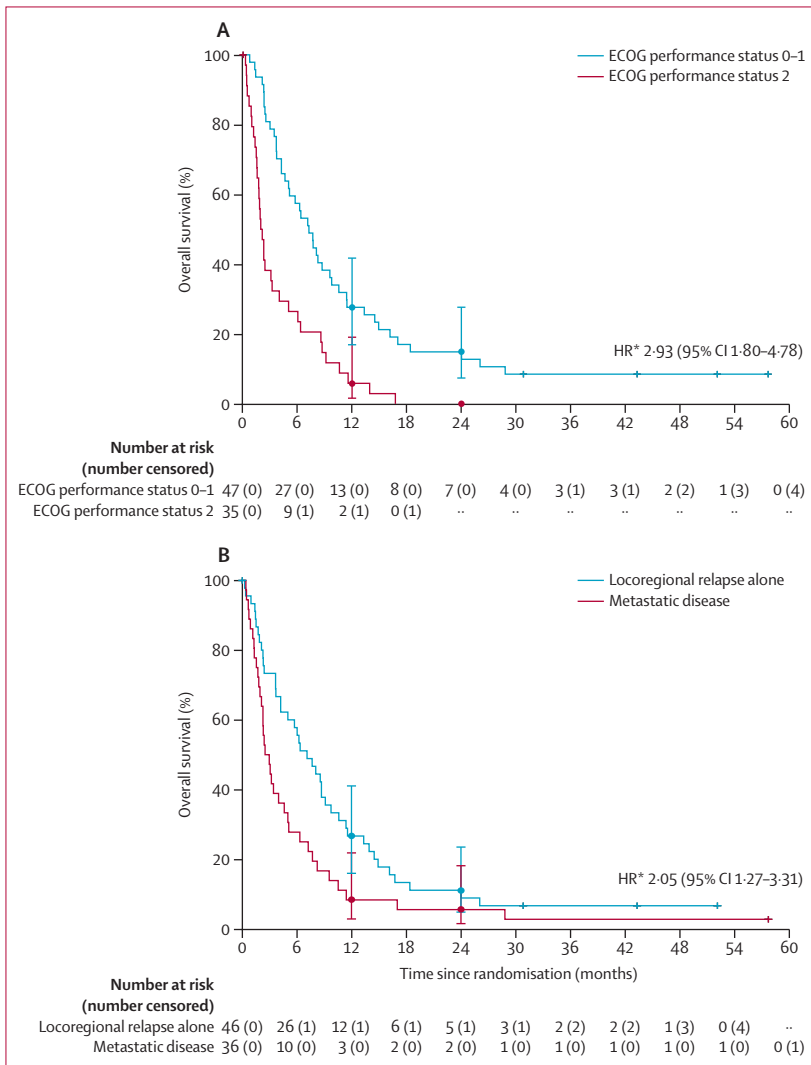 A
ECOG performance status 0–1
ECOG performance status 2
Overall survival (%)
100
80
60
40
20
0
HR* 2·93 (95% CI 1·80–4·78)
0 6 12 18 24 30 36 42 48 54 60
Number at risk
(number censored)
ECOG performance status 0–1 47 (0) 27 (0) 13 (0) 8 (0) 7 (0) 4 (0) 3 (1) 3 (1) 2 (2) 1 (3) 0 (4)
ECOG performance status 2 35 (0) 9 (1) 2 (1) 0 (1) ·· ·· ·· ·· ·· ·· ··
B
Locoregional relapse alone
Metastatic disease
Overall survival (%)
100
80
60
40
20
0
HR* 2·05 (95% CI 1·27–3·31)
0 6 12 18 24 30 36 42 48 54 60
Time since randomisation (months)
Number at risk
(number censored)
Locoregional relapse alone 46 (0) 26 (1) 12 (1) 6 (1) 5 (1) 3 (1) 2 (2) 2 (2) 1 (3) 0 (4) ··
Metastatic disease 36 (0) 10 (0) 3 (0) 2 (0) 2 (0) 1 (0) 1 (0) 1 (0) 1 (0) 1 (0) 0 (1)